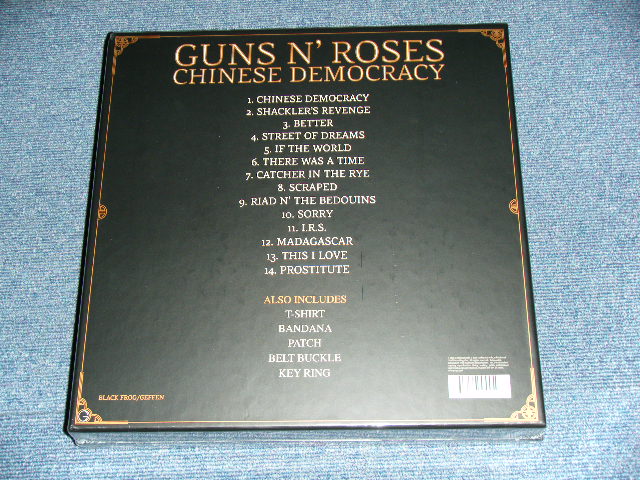 GUNS N' ROSES
CHINESE DEMOCRACY
1. CHINESE DEMOCRACY
2. SHACKLER'S REVENGE
3. BETTER
4. STREET OF DREAMS
5. IF THE WORLD
6. THERE WAS A TIME
7. CATCHER IN THE RYE
8. SCRAPED
9. RIAD N' THE BEDOUINS
10. SORRY
11. I.R.S.
12. MADAGASCAR
13. THIS I LOVE
14. PROSTITUTE
ALSO INCLUDES
T-SHIRT
BANDANA
PATCH
BELT BUCKLE
KEY RING
BLACK FROG/GEFFEN